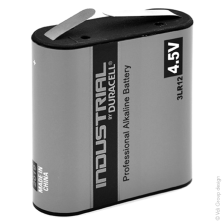 INDUSTRIAL
BY DURACELL®
Professional Alkaline Battery
4.5V
3LR12
MADE IN
CHINA